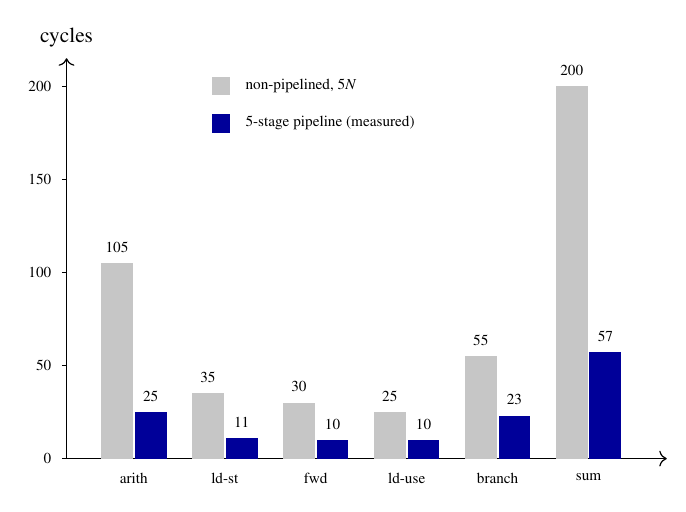 cycles
non-pipelined, 5N
5-stage pipeline (measured)
200
150
100
50
0
105
25
35
11
30
10
25
10
55
23
200
57
arith
ld-st
fwd
ld-use
branch
sum